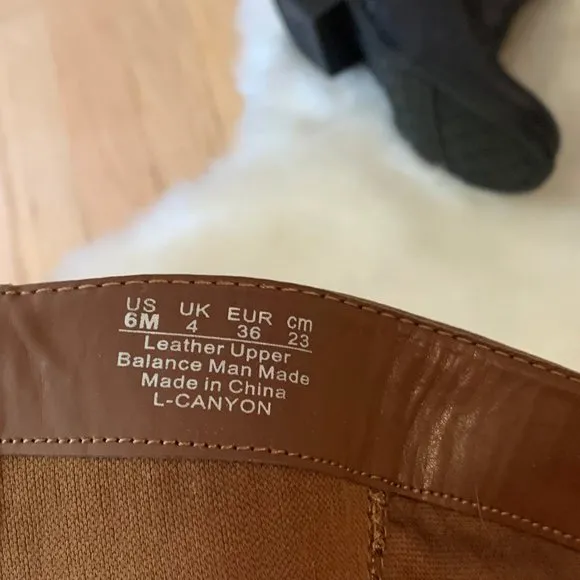 US UK EUR cm
6M 4 36 23
Leather Upper
Balance Man Made
Made in China
L-CANYON